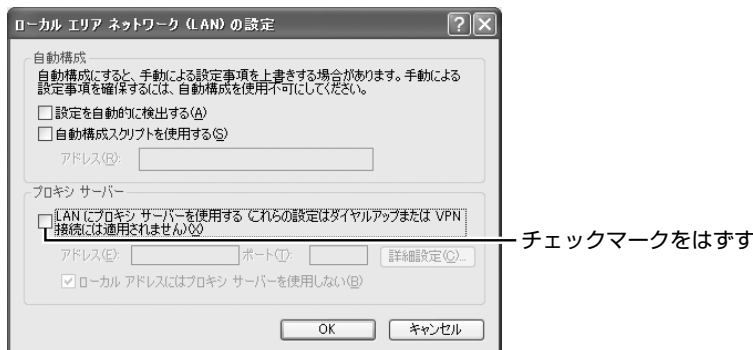 ローカル エリア ネットワーク (LAN) の設定
自動構成
自動構成にすると、手動による設定事項を上書きする場合があります。手動による
設定事項を確保するには、自動構成を使用不可にしてください。
設定を自動的に検出する(A)
自動構成スクリプトを使用する(S)
アドレス(R):
プロキシ サーバー
LAN にプロキシ サーバーを使用する (これらの設定はダイヤルアップまたは VPN
接続には適用されません)(X)
チェックマークをはずす
アドレス(E): ポート(T): 詳細設定(C)...
ローカル アドレスにはプロキシ サーバーを使用しない(B)
OK キャンセル